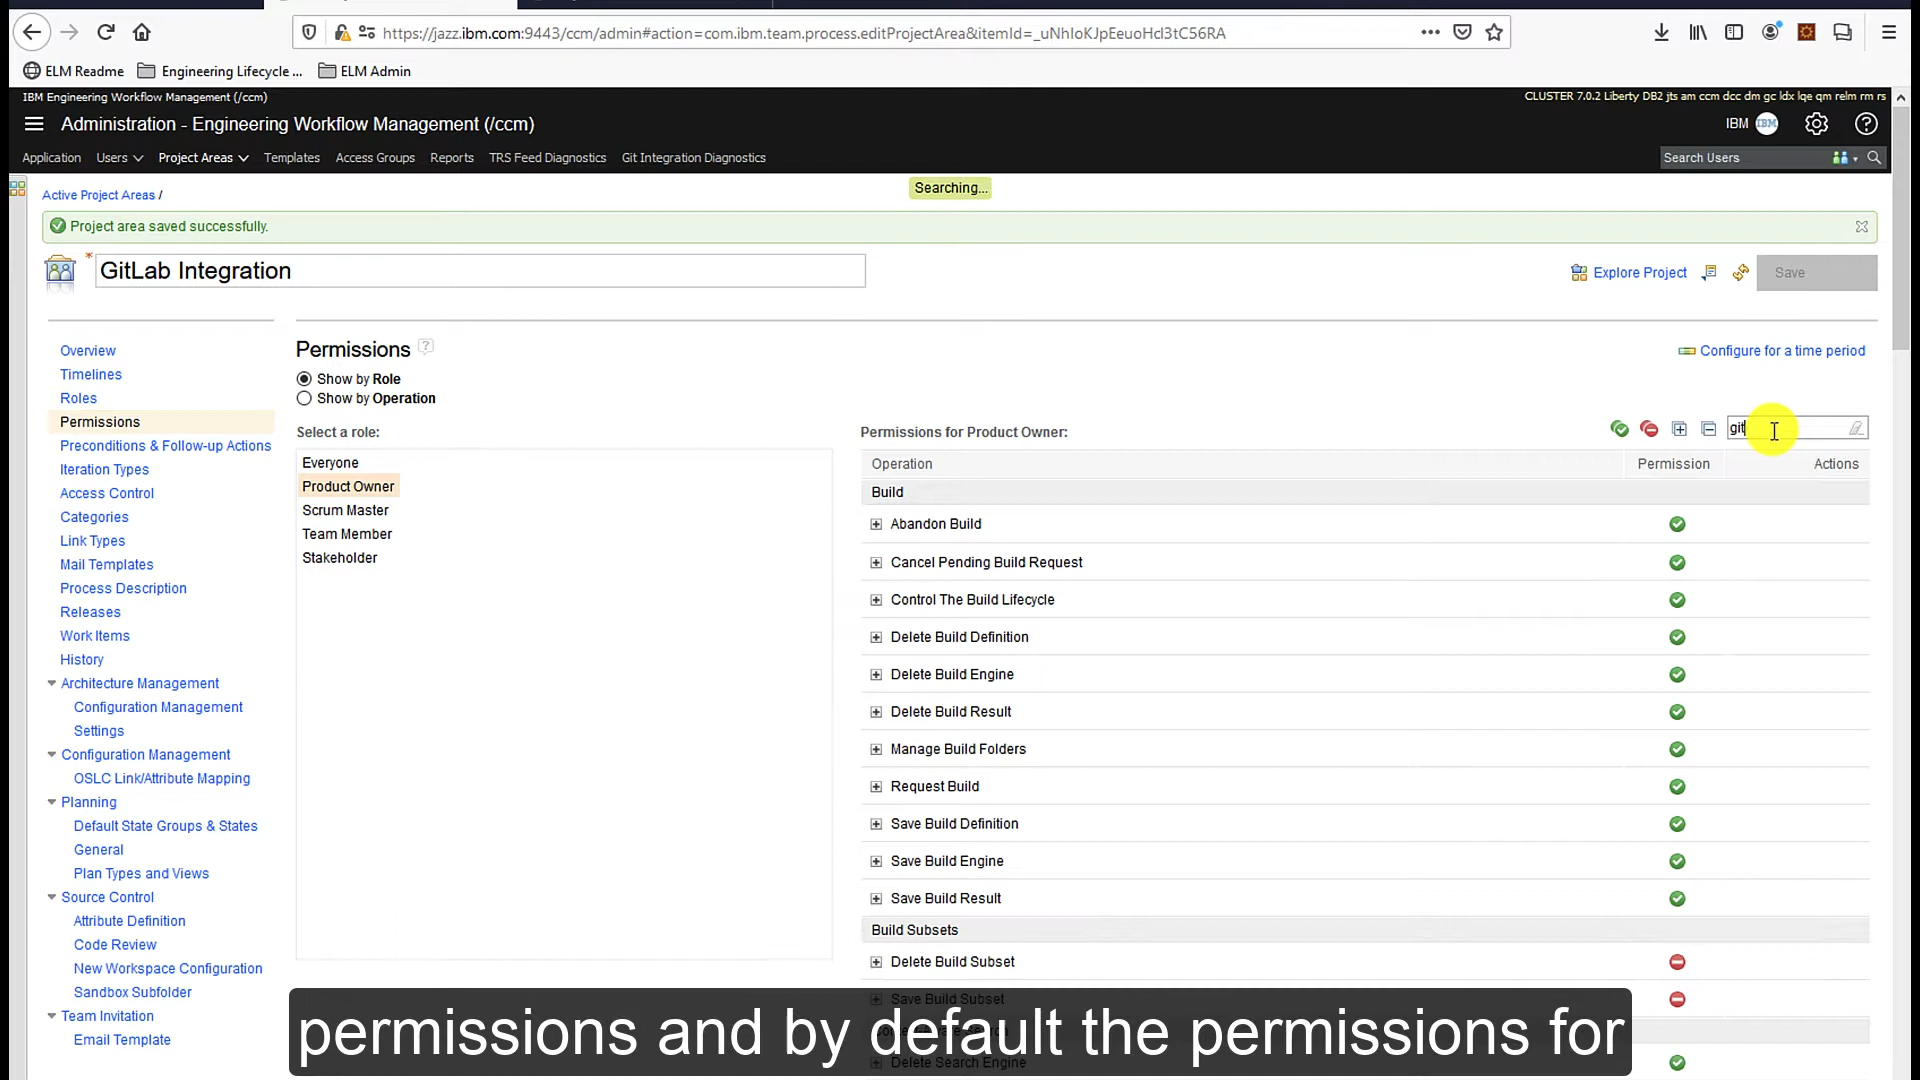 https://jazz.ibm.com:9443/ccm/admin#action=com.ibm.team.process.editProjectArea&itemId=_uNhIoKJpEeuoHcl3tC56RA
ELM Readme Engineering Lifecycle ... ELM Admin
IBM Engineering Workflow Management (/ccm) CLUSTER 7.0.2 Liberty DB2 jts am ccm dcc dm gc ldx lqe qm relm rm rs
Administration - Engineering Workflow Management (/ccm) IBM IBM
Application Users Project Areas Templates Access Groups Reports TRS Feed Diagnostics Git Integration Diagnostics Search Users
Searching...
Active Project Areas /
Project area saved successfully.
* GitLab Integration Explore Project Save
Overview
Timelines
Roles
Permissions
Preconditions & Follow-up Actions
Iteration Types
Access Control
Categories
Link Types
Mail Templates
Process Description
Releases
Work Items
History
Architecture Management
Configuration Management
Settings
Configuration Management
OSLC Link/Attribute Mapping
Planning
Default State Groups & States
General
Plan Types and Views
Source Control
Attribute Definition
Code Review
New Workspace Configuration
Sandbox Subfolder
Team Invitation
Email Template
Permissions ? Configure for a time period
Show by Role
Show by Operation
Select a role:
Everyone
Product Owner
Scrum Master
Team Member
Stakeholder
Permissions for Product Owner: git
Operation Permission Actions
Build
Abandon Build
Cancel Pending Build Request
Control The Build Lifecycle
Delete Build Definition
Delete Build Engine
Delete Build Result
Manage Build Folders
Request Build
Save Build Definition
Save Build Engine
Save Build Result
Build Subsets
Delete Build Subset
Save Build Subset
Delete Search Engine
permissions and by default the permissions for